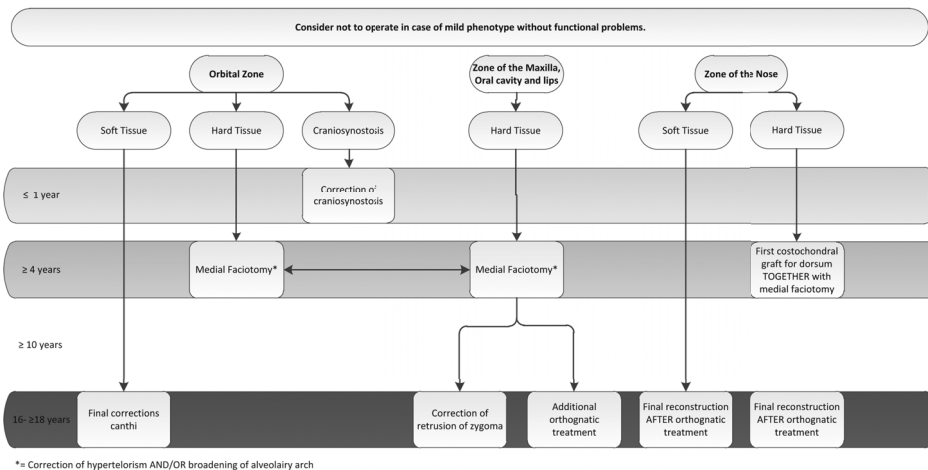 Consider not to operate in case of mild phenotype without functional problems.
Orbital Zone
Zone of the Maxilla,
Oral cavity and lips
Zone of the Nose
Soft Tissue
Hard Tissue
Craniosynostosis
Hard Tissue
Soft Tissue
Hard Tissue
≤ 1 year
Correction of
craniosynostosis
≥ 4 years
Medial Faciotomy*
Medial Faciotomy*
First costochondral
graft for dorsum
TOGETHER with
medial faciotomy
≥ 10 years
16- ≥18 years
Final corrections
canthi
Correction of
retrusion of zygoma
Additional
orthognatic
treatment
Final reconstruction
AFTER orthognatic
treatment
Final reconstruction
AFTER orthognatic
treatment
*= Correction of hypertelorism AND/OR broadening of alveolairy arch